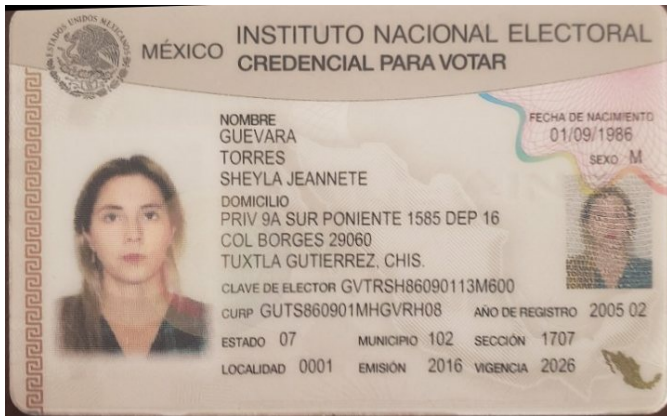 ESTADOS UNIDOS MEXICANOS
MÉXICO INSTITUTO NACIONAL ELECTORAL
CREDENCIAL PARA VOTAR
NOMBRE
GUEVARA
TORRES
SHEYLA JEANNETE
FECHA DE NACIMIENTO
01/09/1986
SEXO M
DOMICILIO
PRIV 9A SUR PONIENTE 1585 DEP 16
COL BORGES 29060
TUXTLA GUTIERREZ, CHIS.
CLAVE DE ELECTOR GVTRSH86090113M600
CURP GUTS860901MHGVRH08 AÑO DE REGISTRO 2005 02
ESTADO 07 MUNICIPIO 102 SECCIÓN 1707
LOCALIDAD 0001 EMISIÓN 2016 VIGENCIA 2026